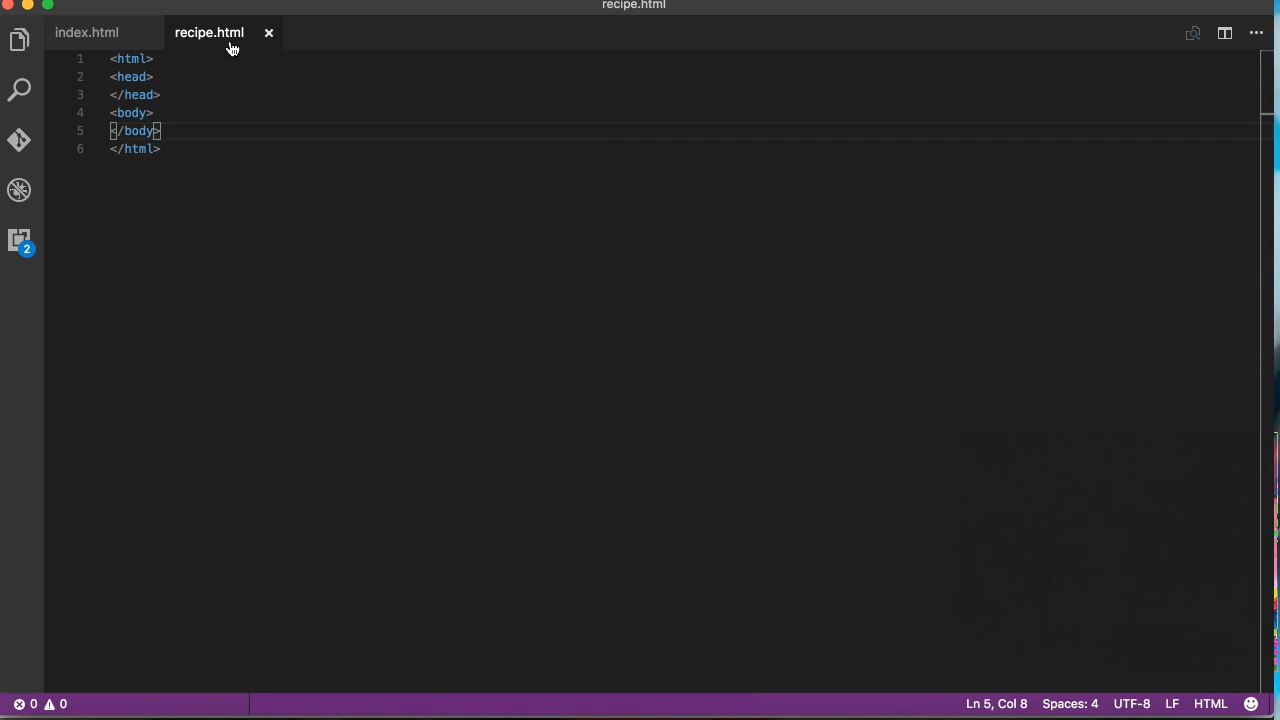 recipe.html
index.html
recipe.html
1 <html>
2 <head>
3 </head>
4 <body>
5 </body>
6 </html>
2
0 0
Ln 5, Col 8 Spaces: 4 UTF-8 LF HTML